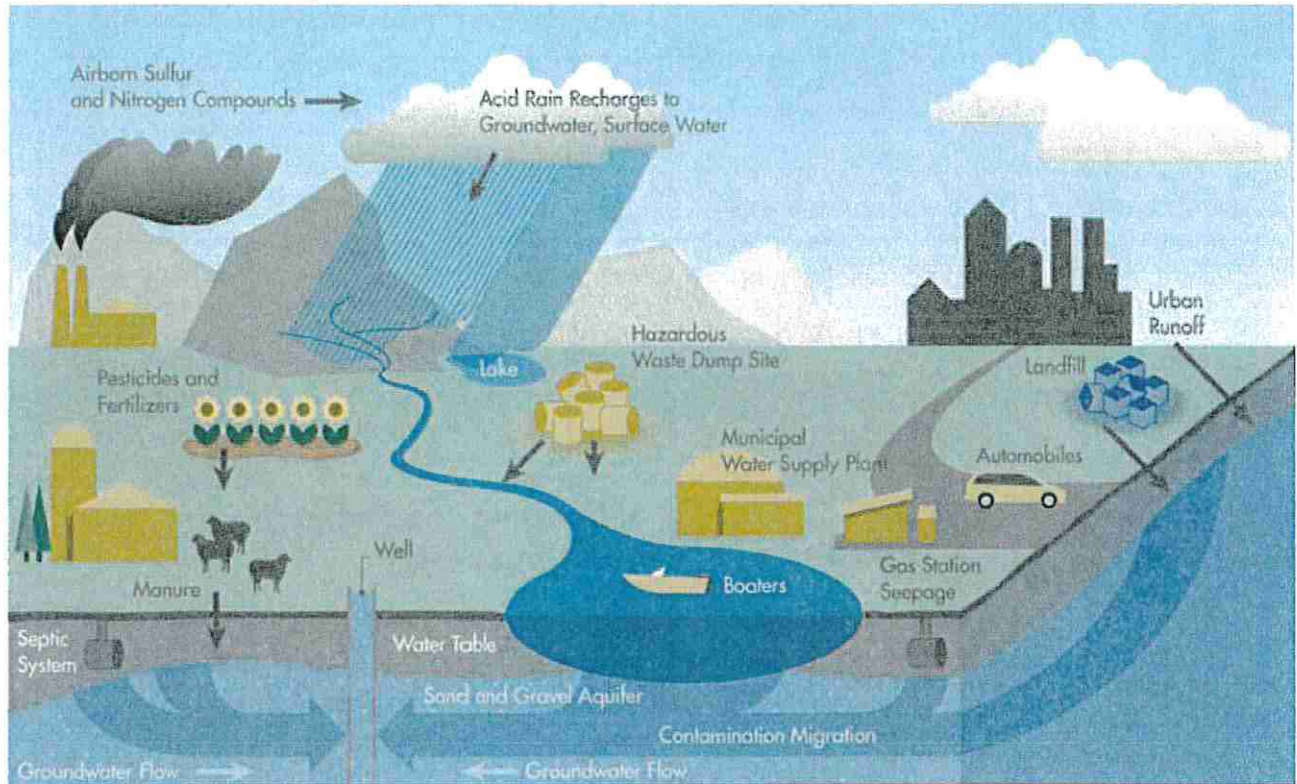 Airborn Sulfur
and Nitrogen Compounds
Acid Rain Recharges to
Groundwater, Surface Water
Urban
Runoff
Hazardous
Waste Dump Site
Lake
Landfill
Pesticides and
Fertilizers
Municipal
Water Supply Plant
Automobiles
Well
Gas Station
Seepage
Boaters
Manure
Septic
System
Water Table
Sand and Gravel Aquifer
Contamination Migration
Groundwater Flow
Groundwater Flow